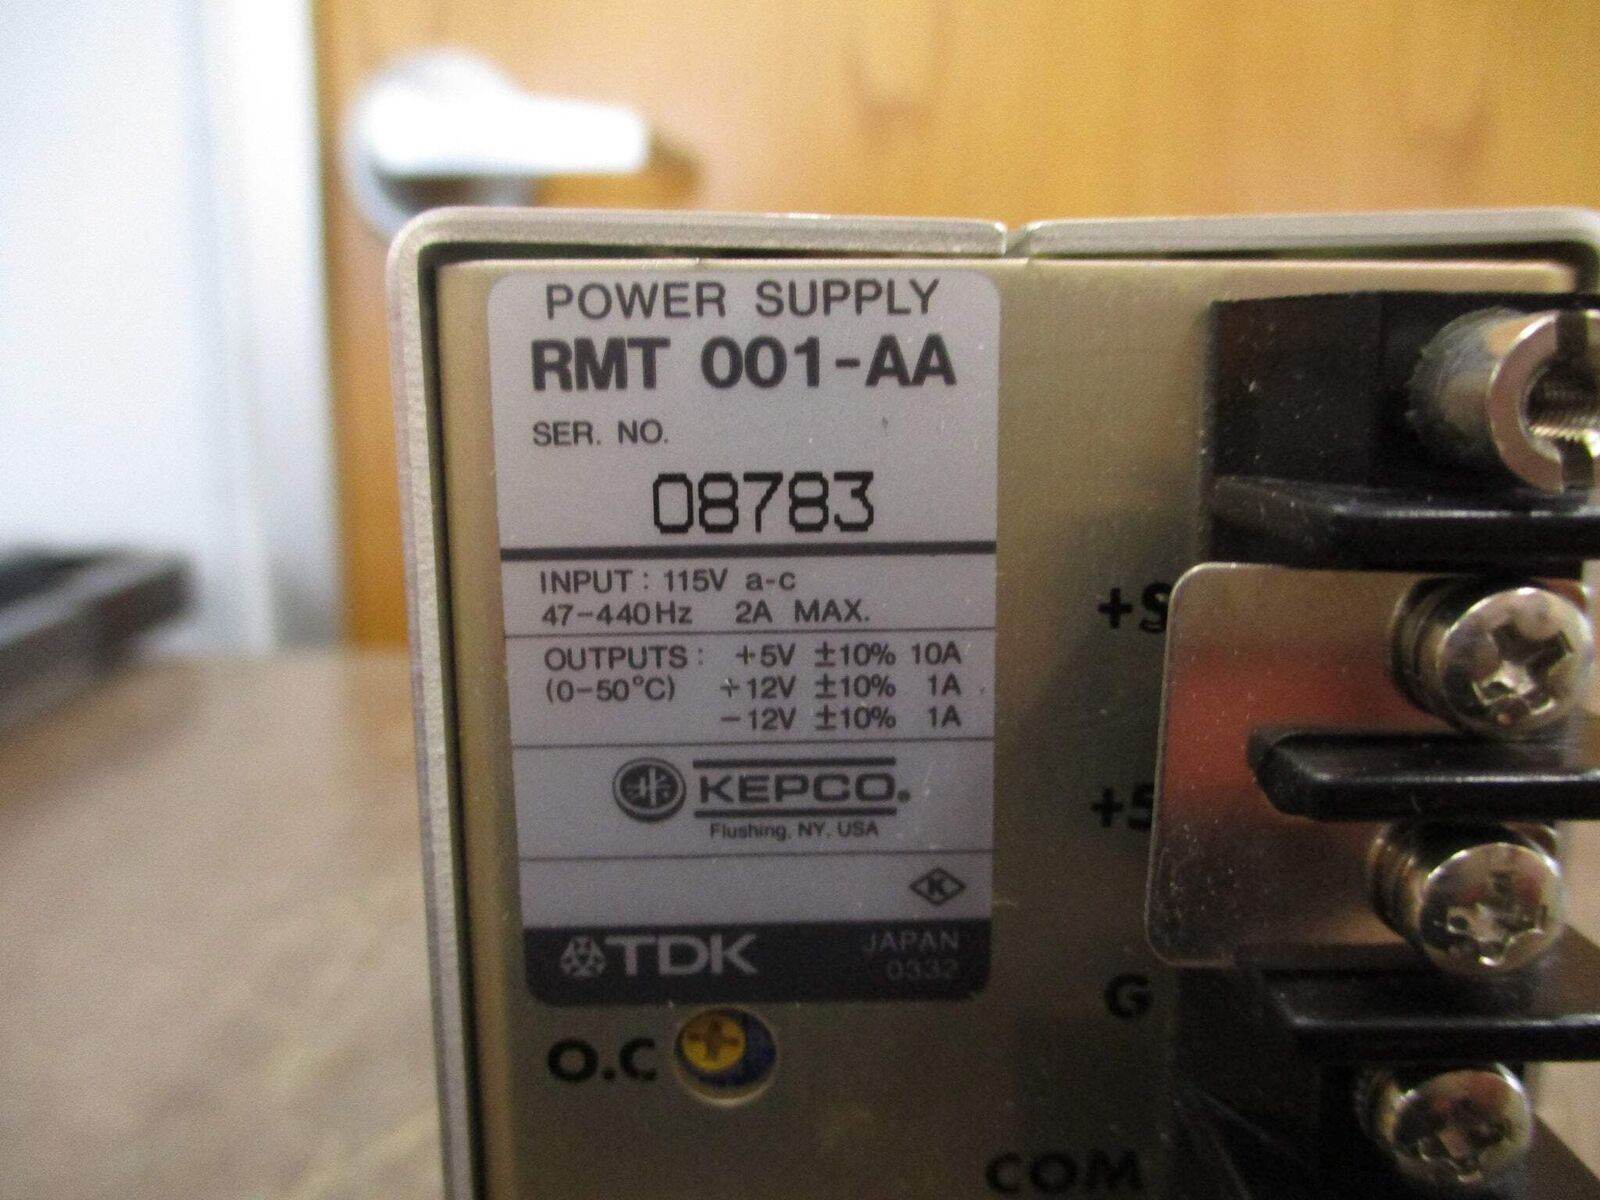 POWER SUPPLY
RMT 001-AA
SER. NO.
08783
INPUT : 115V a-c
47-440Hz 2A MAX.
OUTPUTS : +5V ±10% 10A
(0-50°C) +12V ±10% 1A
-12V ±10% 1A
KEPCO®
Flushing, NY, USA
K
TDK JAPAN
0332
O.C
+S
+5
G
COM